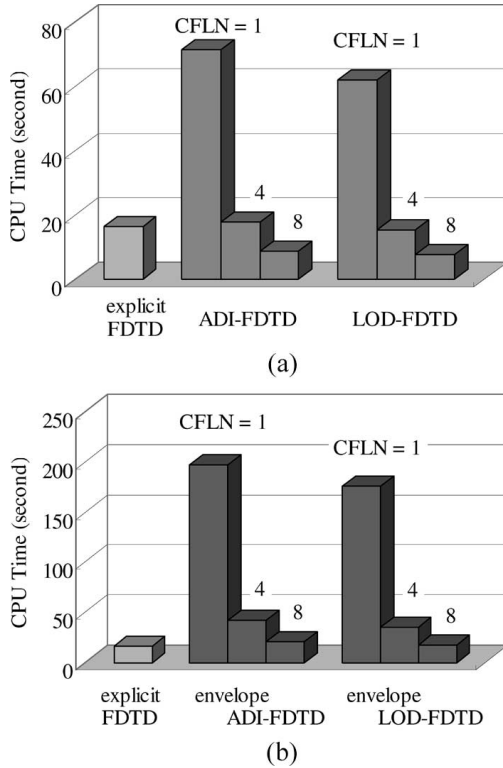 80
60
40
20
0
CPU Time (second)
CFLN = 1
CFLN = 1
4
8
4
8
explicit
FDTD
ADI-FDTD
LOD-FDTD
(a)
250
200
150
100
50
0
CPU Time (second)
CFLN = 1
CFLN = 1
4
8
4
8
explicit
FDTD
envelope
ADI-FDTD
envelope
LOD-FDTD
(b)